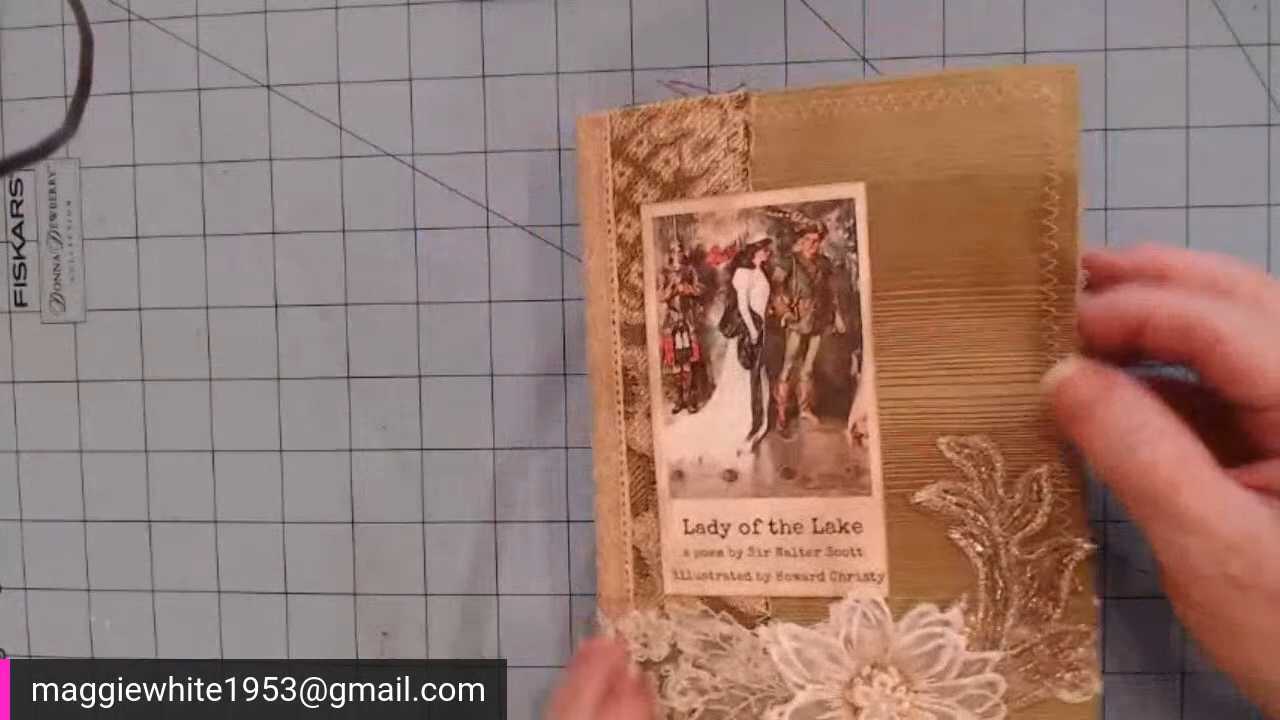 FISKARS
DONNA DEWBERRY
COLLECTION
Lady of the Lake
a poem by Sir Walter Scott
illustrated by Howard Christy
maggiewhite1953@gmail.com